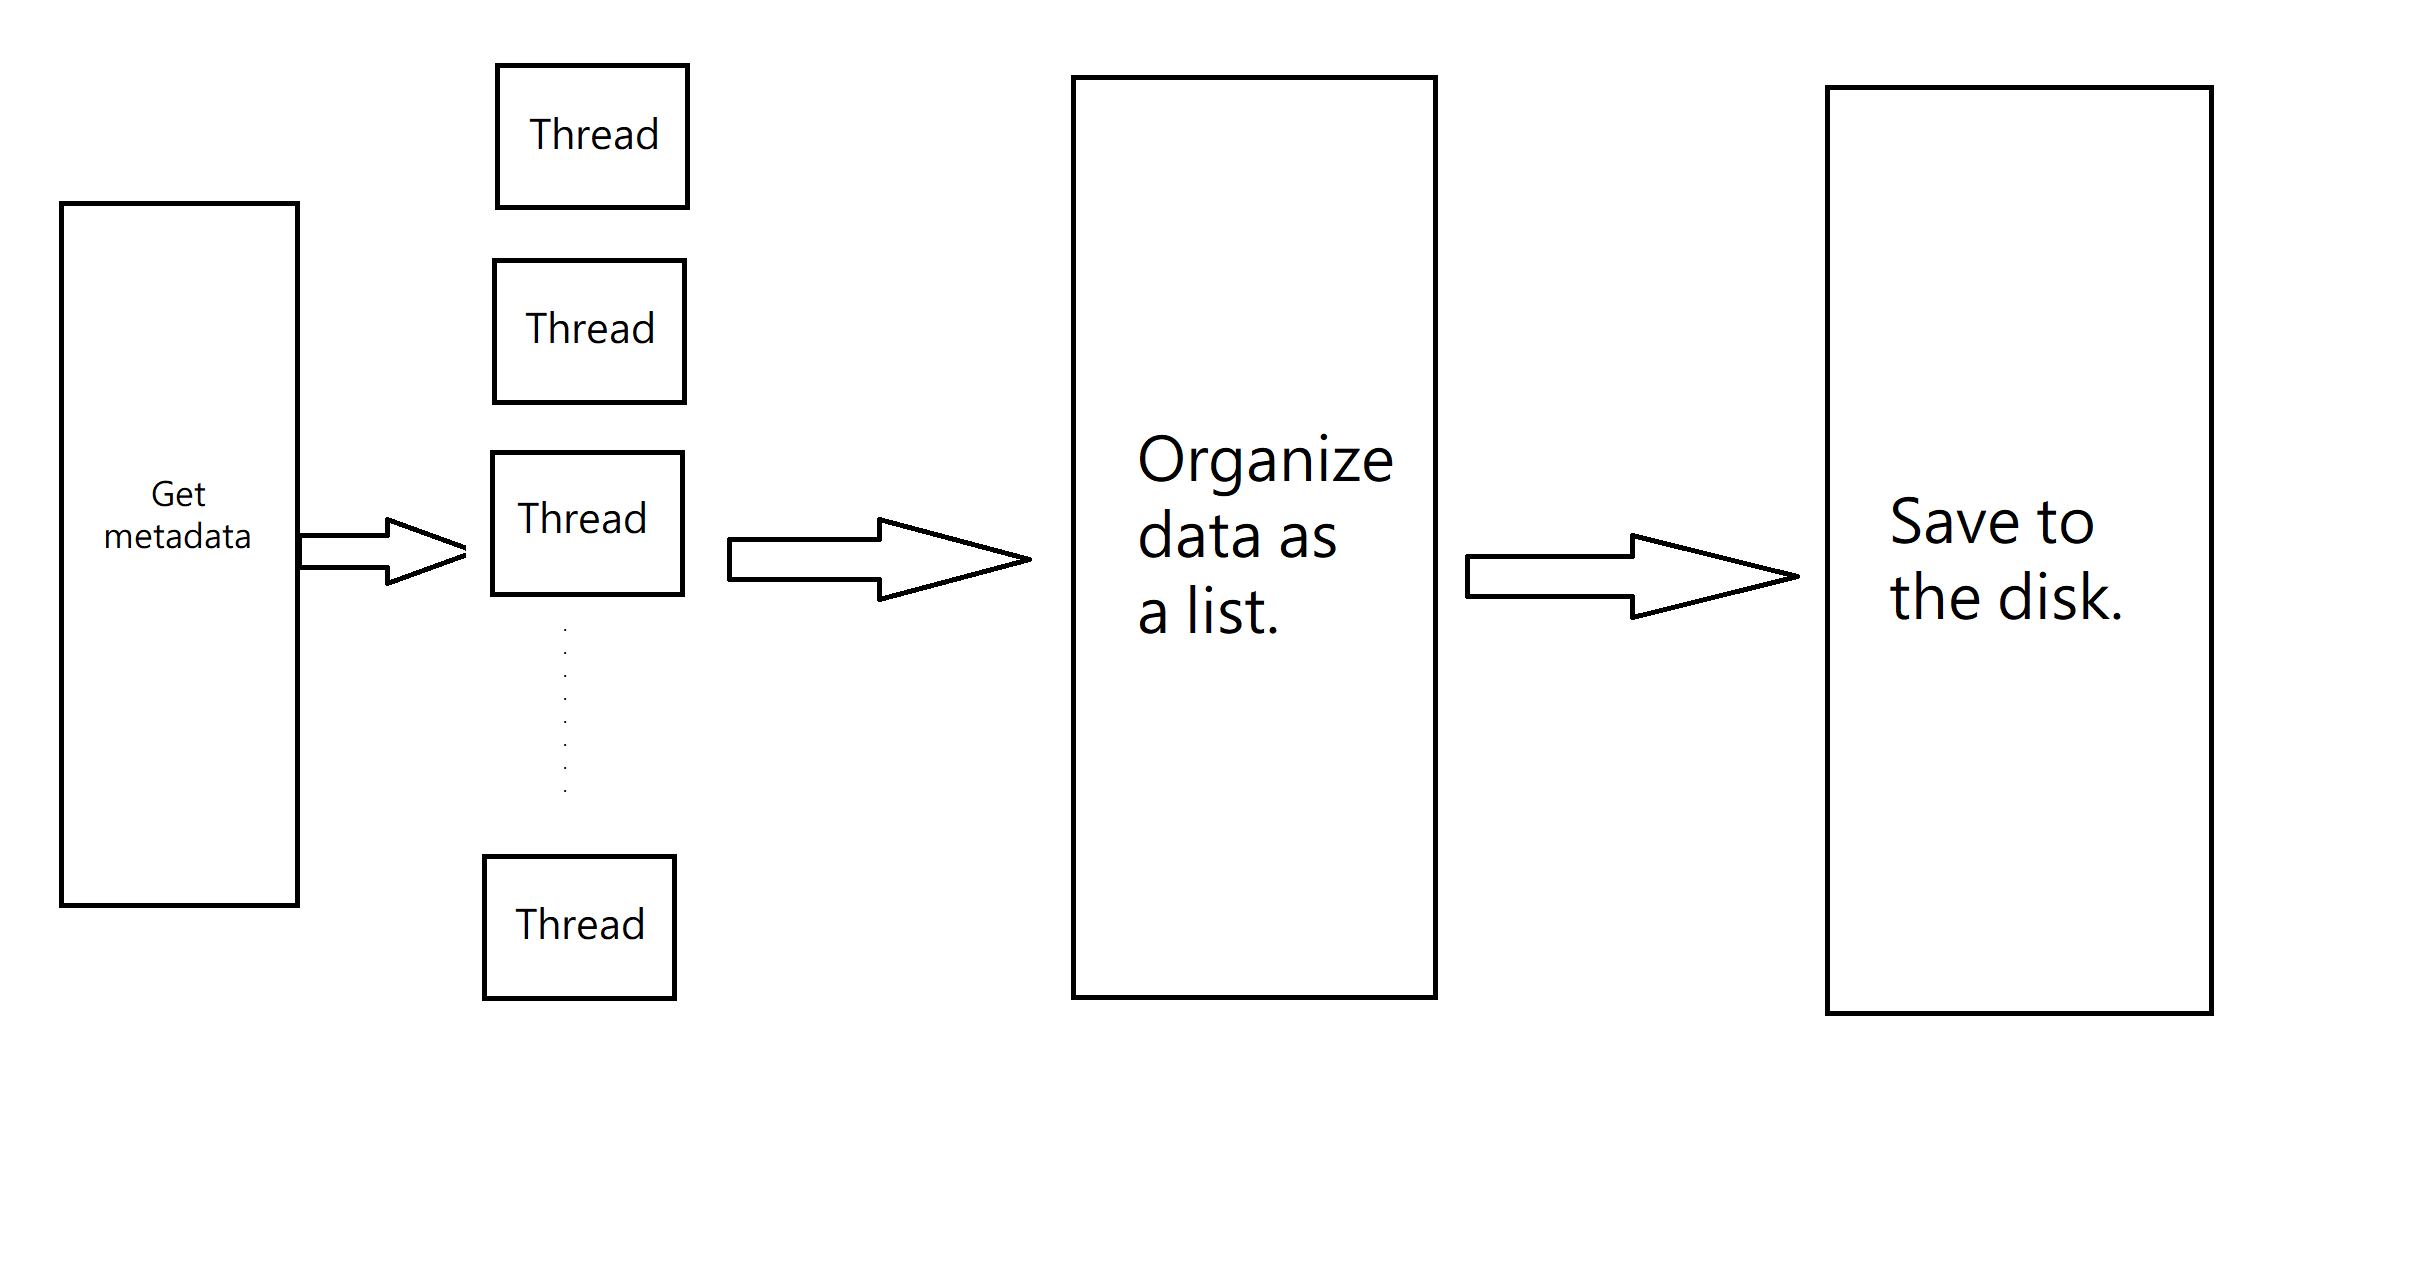 Get
metadata
Thread
Thread
Thread
Thread
Organize
data as
a list.
Save to
the disk.